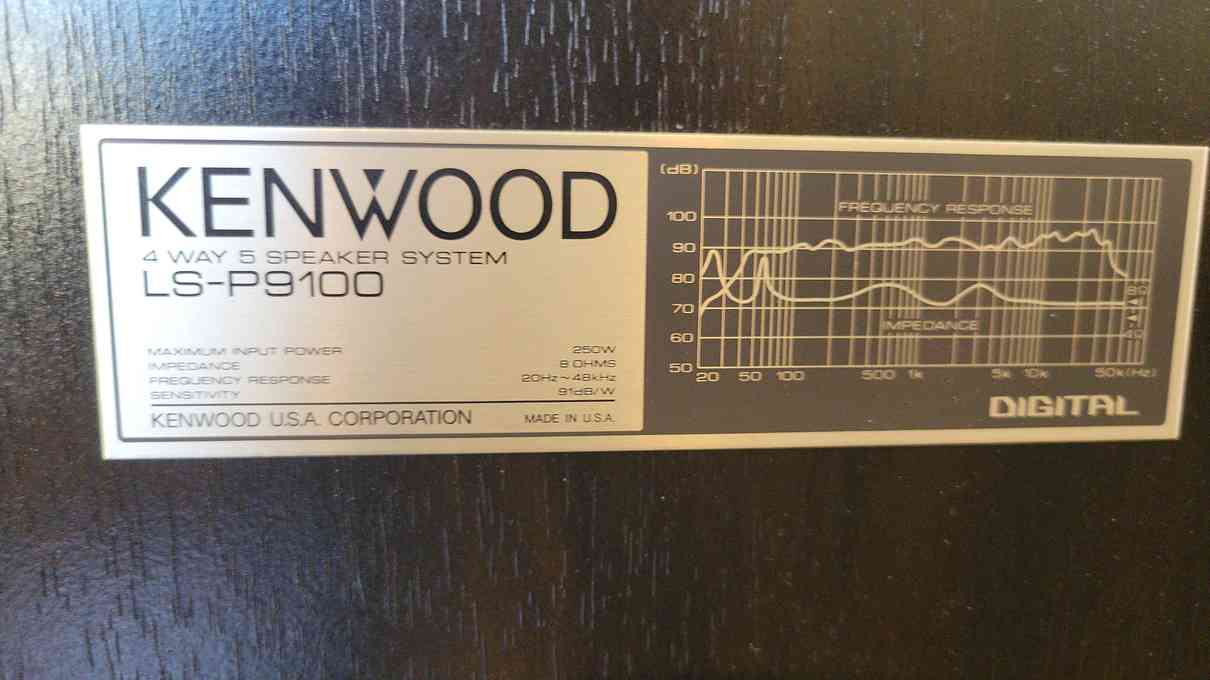 KENWOOD
4 WAY 5 SPEAKER SYSTEM
LS-P9100
MAXIMUM INPUT POWER 250W
IMPEDANCE 8 OHMS
FREQUENCY RESPONSE 20Hz~48kHz
SENSITIVITY 91dB/W
KENWOOD U.S.A. CORPORATION MADE IN U.S.A.
(dB)
FREQUENCY RESPONSE
100
90
80
70
60
50
IMPEDANCE
20 50 100 500 1k 5k 10k 50k(Hz)
DIGITAL